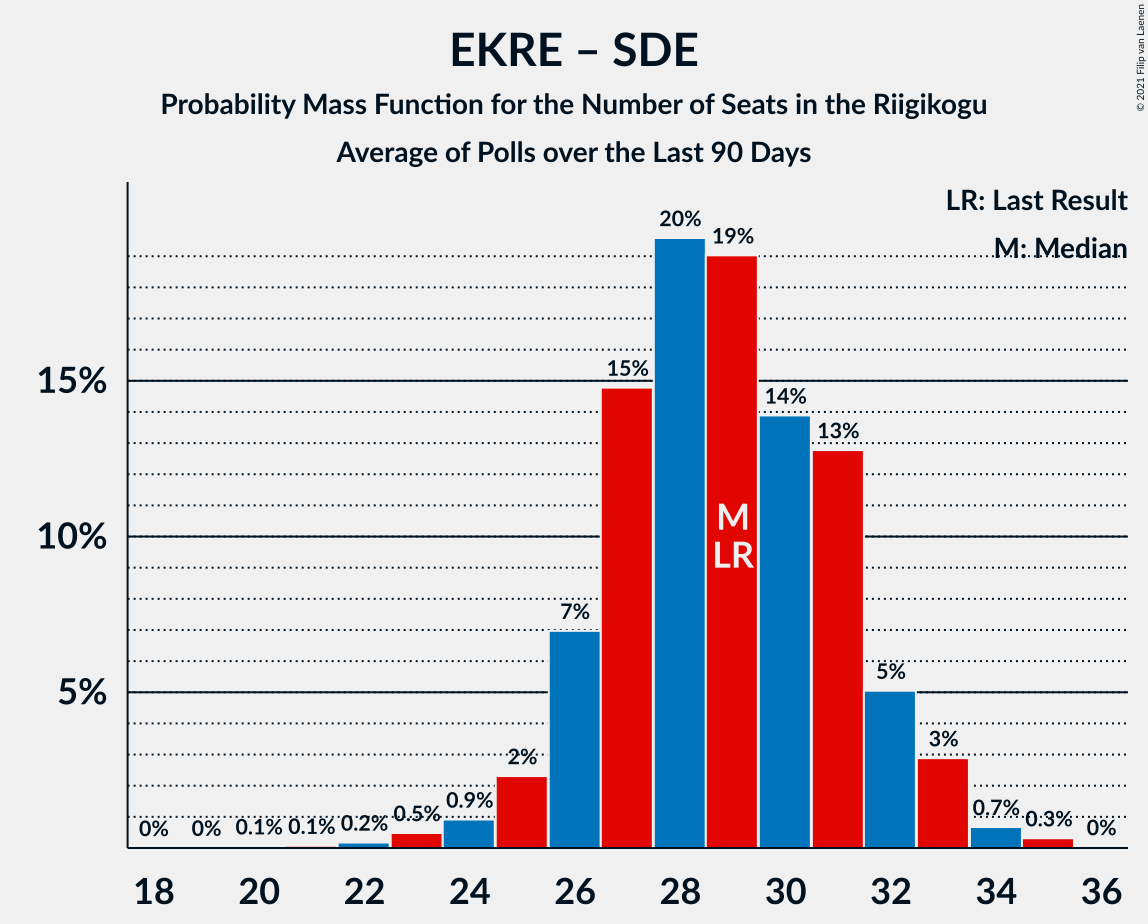 © 2021 Filip van Laenen
EKRE – SDE
Probability Mass Function for the Number of Seats in the Riigikogu
Average of Polls over the Last 90 Days
LR: Last Result
M: Median
15%
10%
5%
0%
0%
0.1%
0.1%
0.2%
0.5%
0.9%
2%
7%
15%
20%
19%
14%
13%
5%
3%
0.7%
0.3%
0%
M
LR
18 20 22 24 26 28 30 32 34 36